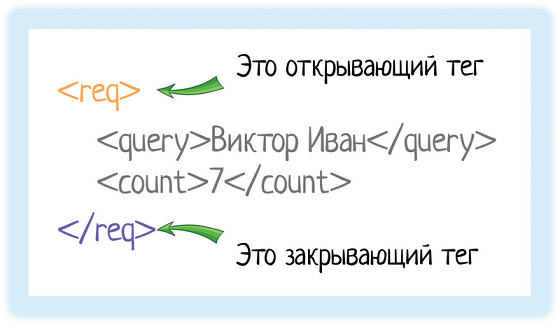 Это открывающий тег
<req>
<query>Виктор Иван</query>
<count>7</count>
</req>
Это закрывающий тег